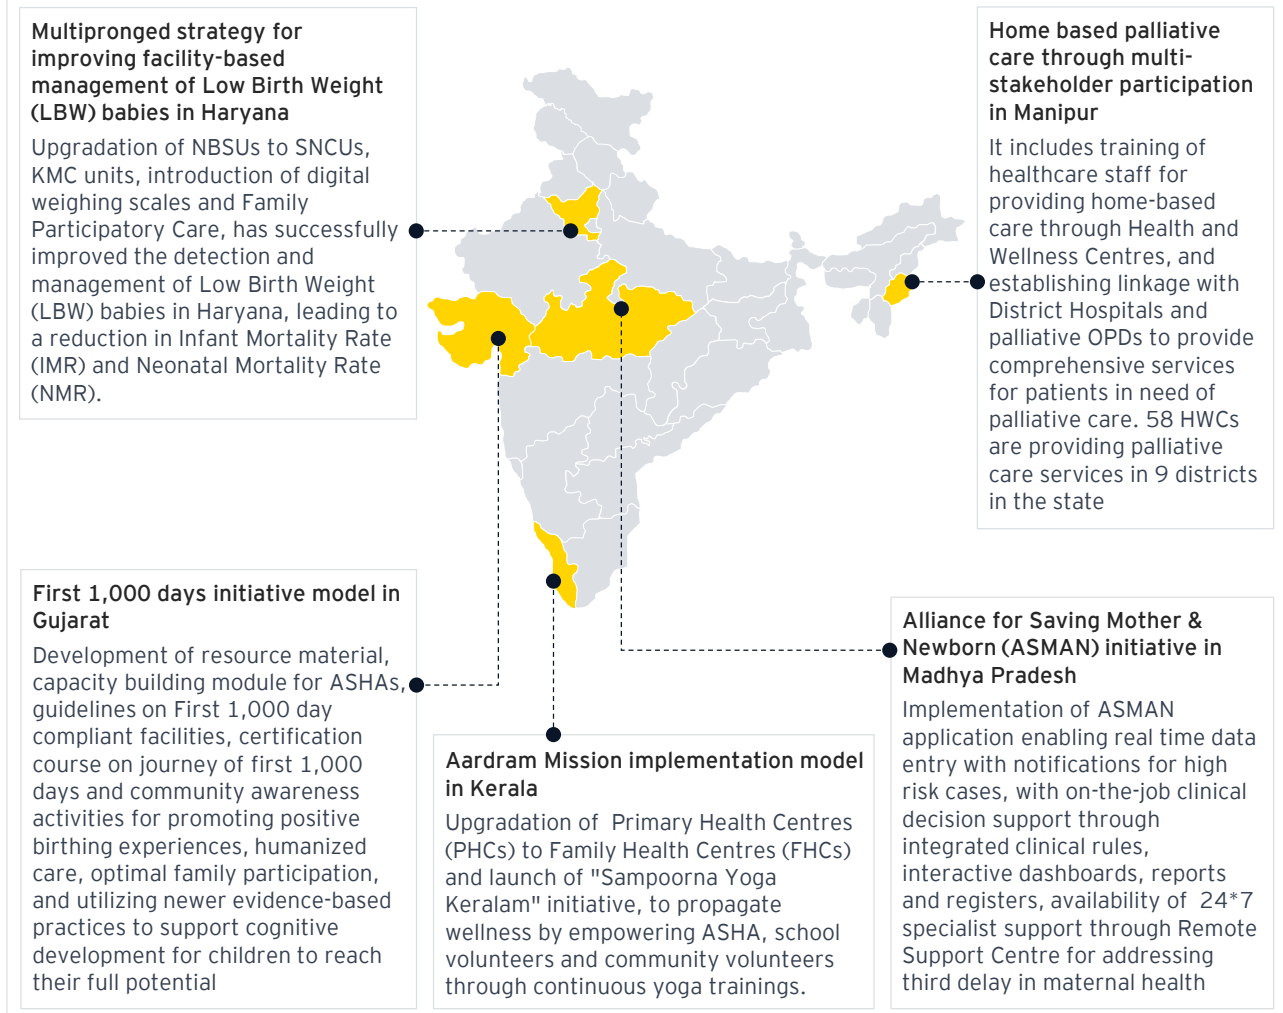 Multipronged strategy for
improving facility-based
management of Low Birth Weight
(LBW) babies in Haryana
Upgradation of NBSUs to SNCUs,
KMC units, introduction of digital
weighing scales and Family
Participatory Care, has successfully
improved the detection and
management of Low Birth Weight
(LBW) babies in Haryana, leading to
a reduction in Infant Mortality Rate
(IMR) and Neonatal Mortality Rate
(NMR).
Home based palliative
care through multi-
stakeholder participation
in Manipur
It includes training of
healthcare staff for
providing home-based
care through Health and
Wellness Centres, and
establishing linkage with
District Hospitals and
palliative OPDs to provide
comprehensive services
for patients in need of
palliative care. 58 HWCs
are providing palliative
care services in 9 districts
in the state
First 1,000 days initiative model in
Gujarat
Development of resource material,
capacity building module for ASHAs,
guidelines on First 1,000 day
compliant facilities, certification
course on journey of first 1,000
days and community awareness
activities for promoting positive
birthing experiences, humanized
care, optimal family participation,
and utilizing newer evidence-based
practices to support cognitive
development for children to reach
their full potential
Aardram Mission implementation model
in Kerala
Upgradation of  Primary Health Centres
(PHCs) to Family Health Centres (FHCs)
and launch of "Sampoorna Yoga
Keralam" initiative, to propagate
wellness by empowering ASHA, school
volunteers and community volunteers
through continuous yoga trainings.
Alliance for Saving Mother &
Newborn (ASMAN) initiative in
Madhya Pradesh
Implementation of ASMAN
application enabling real time data
entry with notifications for high
risk cases, with on-the-job clinical
decision support through
integrated clinical rules,
interactive dashboards, reports
and registers, availability of  24*7
specialist support through Remote
Support Centre for addressing
third delay in maternal health